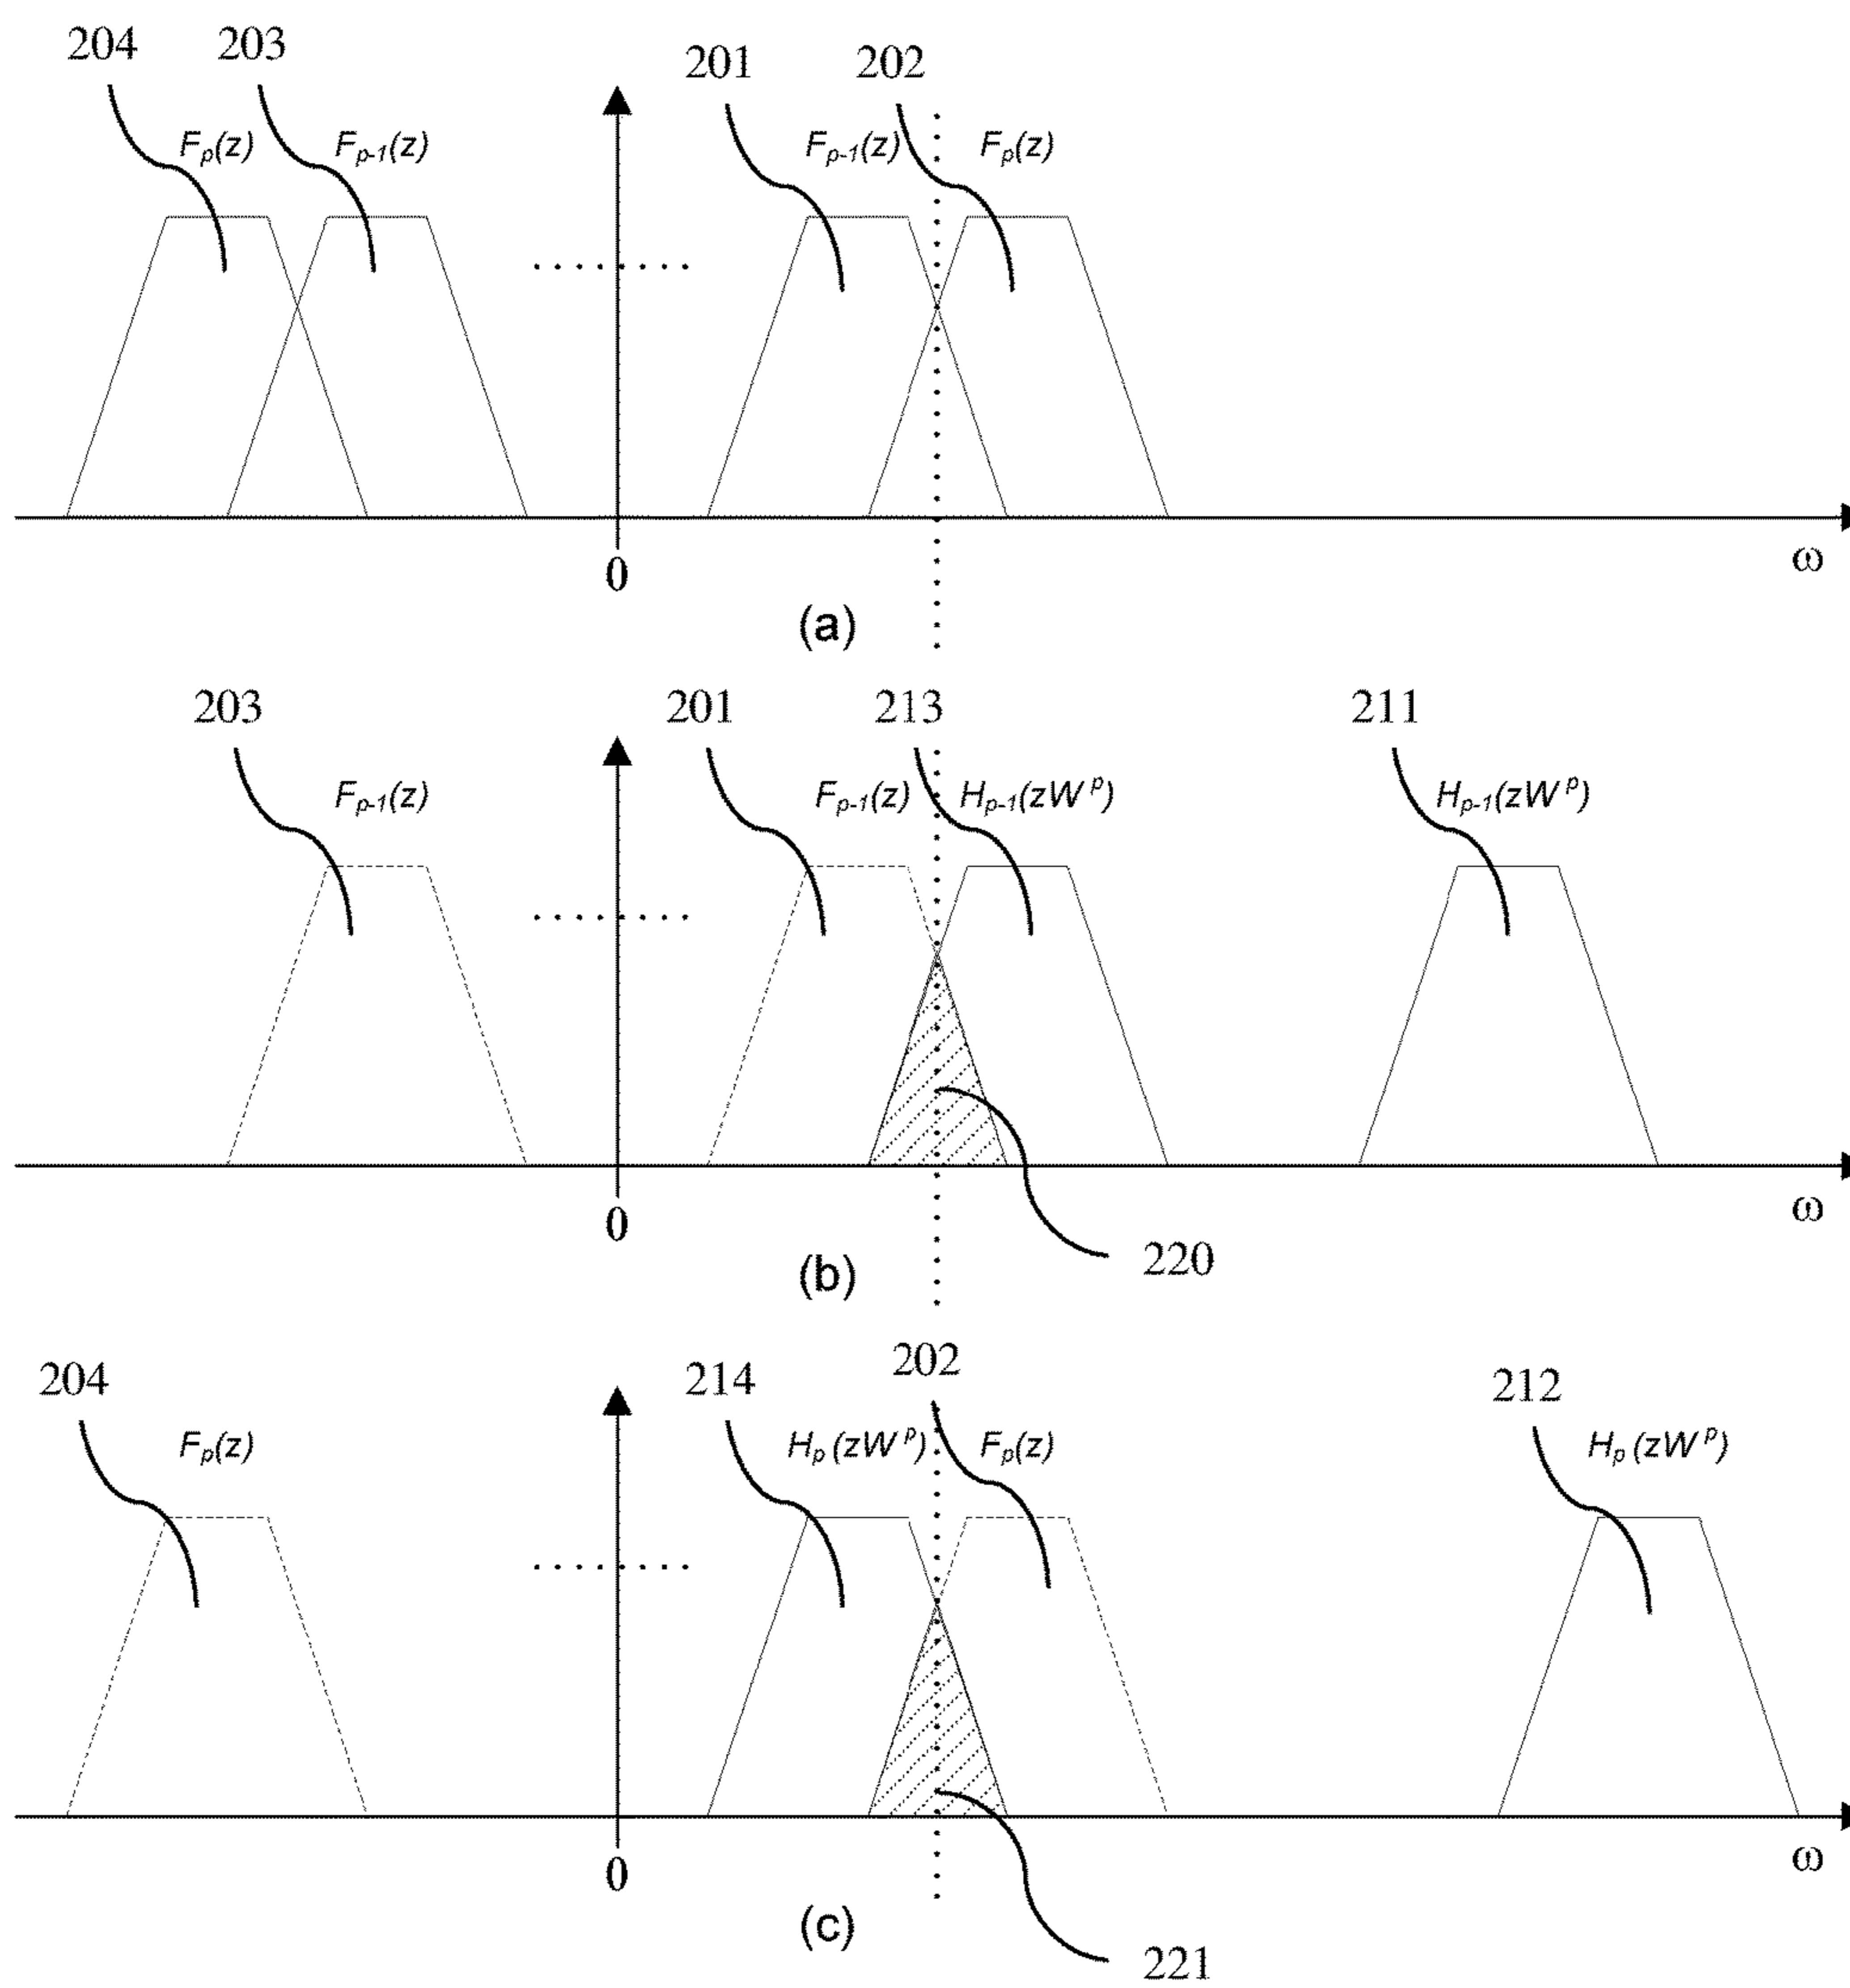 204 203 201 202
Fp(z) Fp-1(z) Fp-1(z) Fp(z)
0 ω
(a)
203 201 213 211
Fp-1(z) Fp-1(z) Hp-1(zW^p) Hp-1(zW^p)
0 ω
(b) 220
204 214 202 212
Fp(z) Hp(zW^p) Fp(z) Hp(zW^p)
0 ω
(c)
221